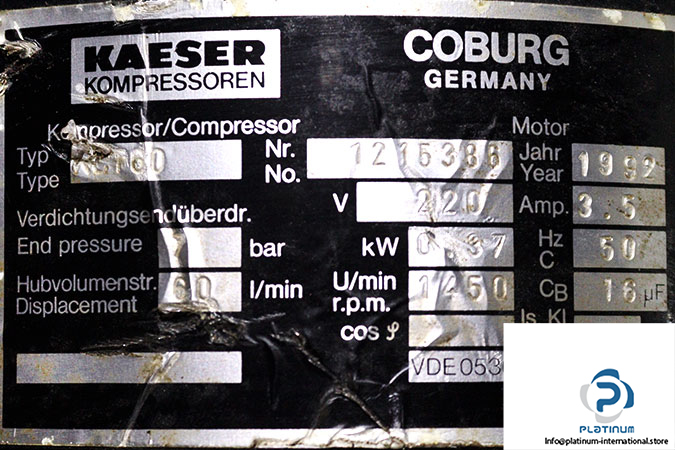 KAESER
KOMPRESSOREN
COBURG
GERMANY
Kompressor/Compressor
Motor
Typ
Type
Nr.
No.
1215386
Jahr
Year
1992
Verdichtungsendüberdr.
End pressure
bar
V
220
Amp.
3.5
kW
0.37
Hz
C
50
Hubvolumenstr.
Displacement
60
l/min
U/min
r.p.m.
1450
CB
16
µF
cos φ
Is. Kl
VDE053
PLATINUM
Info@platinum-international.store